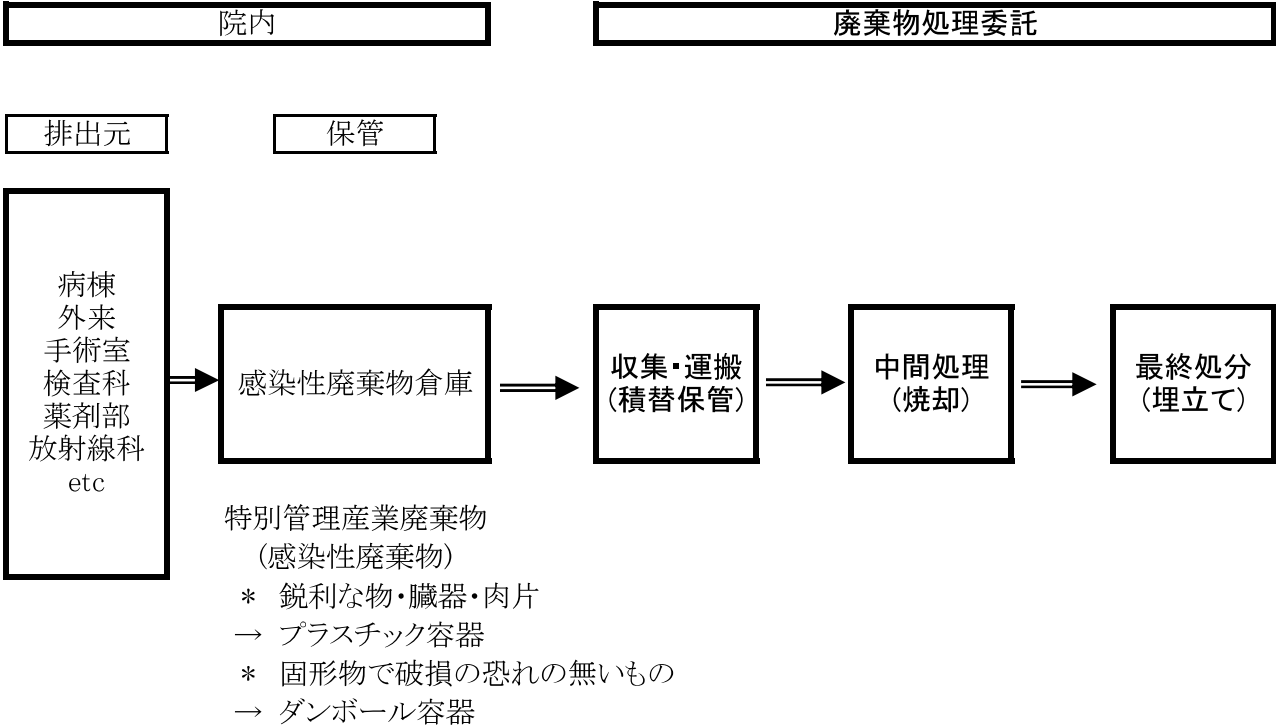 院内
廃棄物処理委託
排出元
保管
病棟
外来
手術室
検査科
薬剤部
放射線科
etc
感染性廃棄物倉庫
収集・運搬
(積替保管)
中間処理
(焼却)
最終処分
(埋立て)
特別管理産業廃棄物
(感染性廃棄物)
* 鋭利な物・臓器・肉片
→ プラスチック容器
* 固形物で破損の恐れの無いもの
→ ダンボール容器